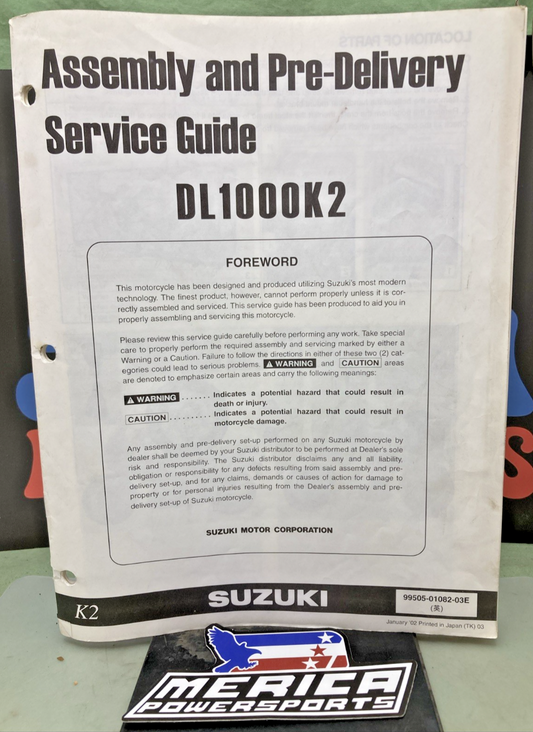 Assembly and Pre-Delivery
Service Guide
DL1000K2
FOREWORD
This motorcycle has been designed and produced utilizing Suzuki's most modern
technology. The finest product, however, cannot perform properly unless it is cor-
rectly assembled and serviced. This service guide has been produced to aid you in
properly assembling and servicing this motorcycle.
Please review this service guide carefully before performing any work. Take special
care to properly perform the required assembly and servicing marked by either a
Warning or a Caution. Failure to follow the directions in either of these two (2) cat-
egories could lead to serious problems. WARNING and CAUTION areas
are denoted to emphasize certain areas and carry the following meanings:
WARNING ....... Indicates a potential hazard that could result in
death or injury.
CAUTION .......... Indicates a potential hazard that could result in
motorcycle damage.
Any assembly and pre-delivery set-up performed on any Suzuki motorcycle by
dealer shall be deemed by your Suzuki distributor to be performed at Dealer's sole
risk and responsibility. The Suzuki distributor disclaims any and all liability,
obligation or responsibility for any defects resulting from said assembly and pre-
delivery set-up, and for any claims, demands or causes of action for damage to
property or for personal injuries resulting from the Dealer's assembly and pre-
delivery set-up of Suzuki motorcycle.
SUZUKI MOTOR CORPORATION
K2
SUZUKI
99505-01082-03E
(英)
January '02 Printed in Japan (TK) 03
MERICA
POWERSPORTS